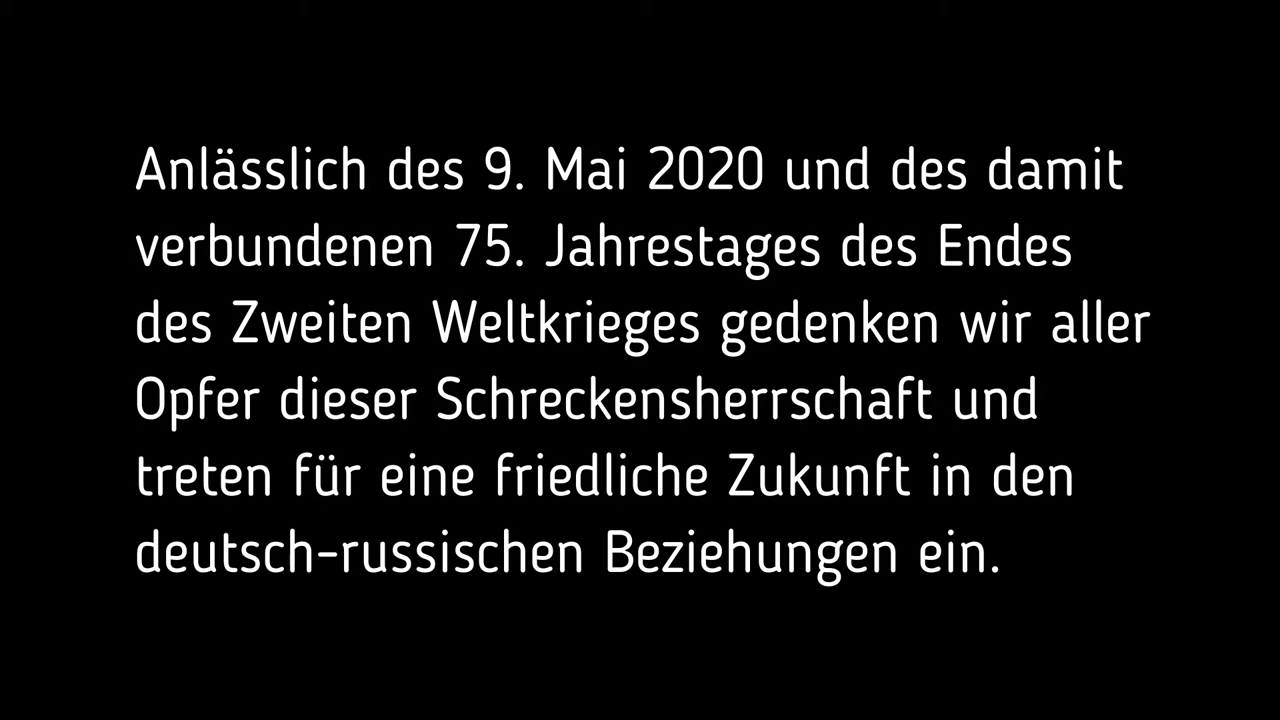 Anlässlich des 9. Mai 2020 und des damit
verbundenen 75. Jahrestages des Endes
des Zweiten Weltkrieges gedenken wir aller
Opfer dieser Schreckensherrschaft und
treten für eine friedliche Zukunft in den
deutsch-russischen Beziehungen ein.